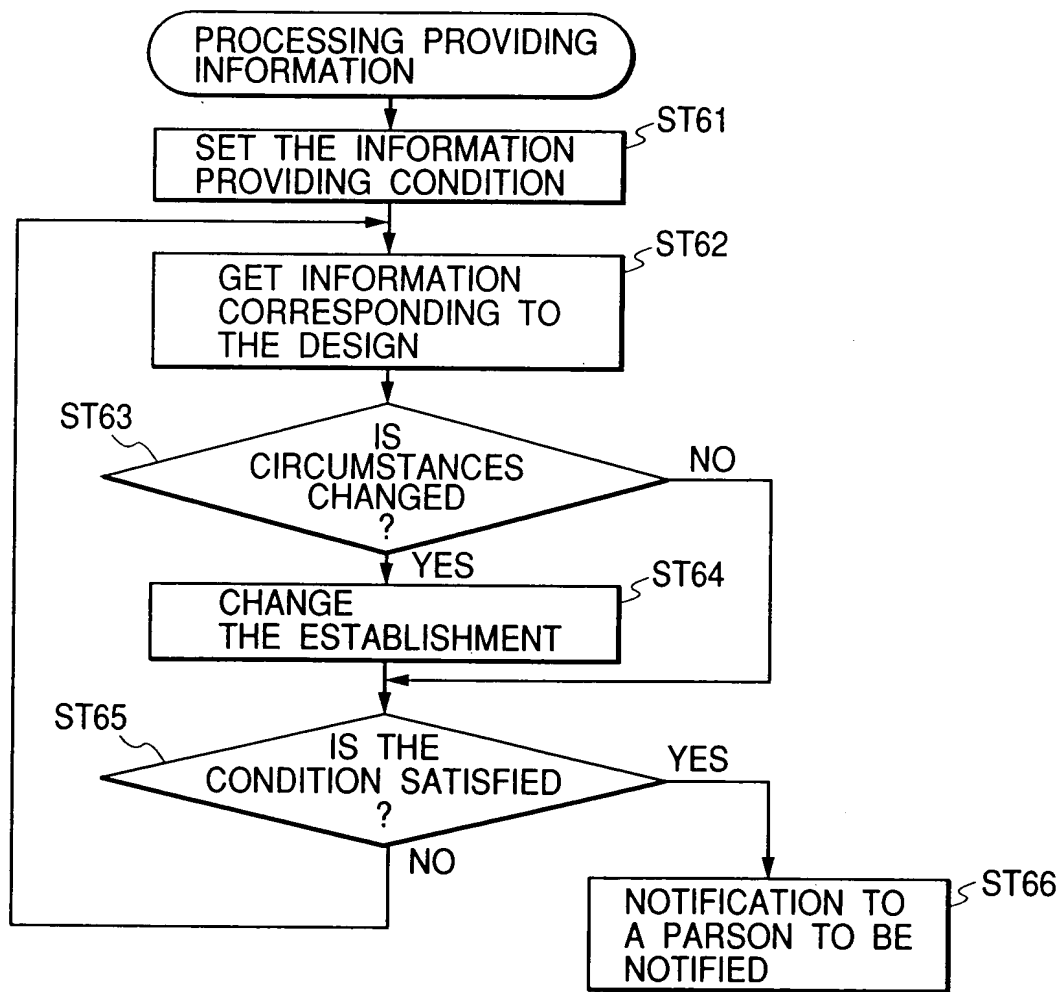 PROCESSING PROVIDING
INFORMATION
ST61
SET THE INFORMATION
PROVIDING CONDITION
ST62
GET INFORMATION
CORRESPONDING TO
THE DESIGN
ST63
IS
CIRCUMSTANCES
CHANGED
?
NO
YES
ST64
CHANGE
THE ESTABLISHMENT
ST65
IS THE
CONDITION SATISFIED
?
YES
NO
ST66
NOTIFICATION TO
A PARSON TO BE
NOTIFIED